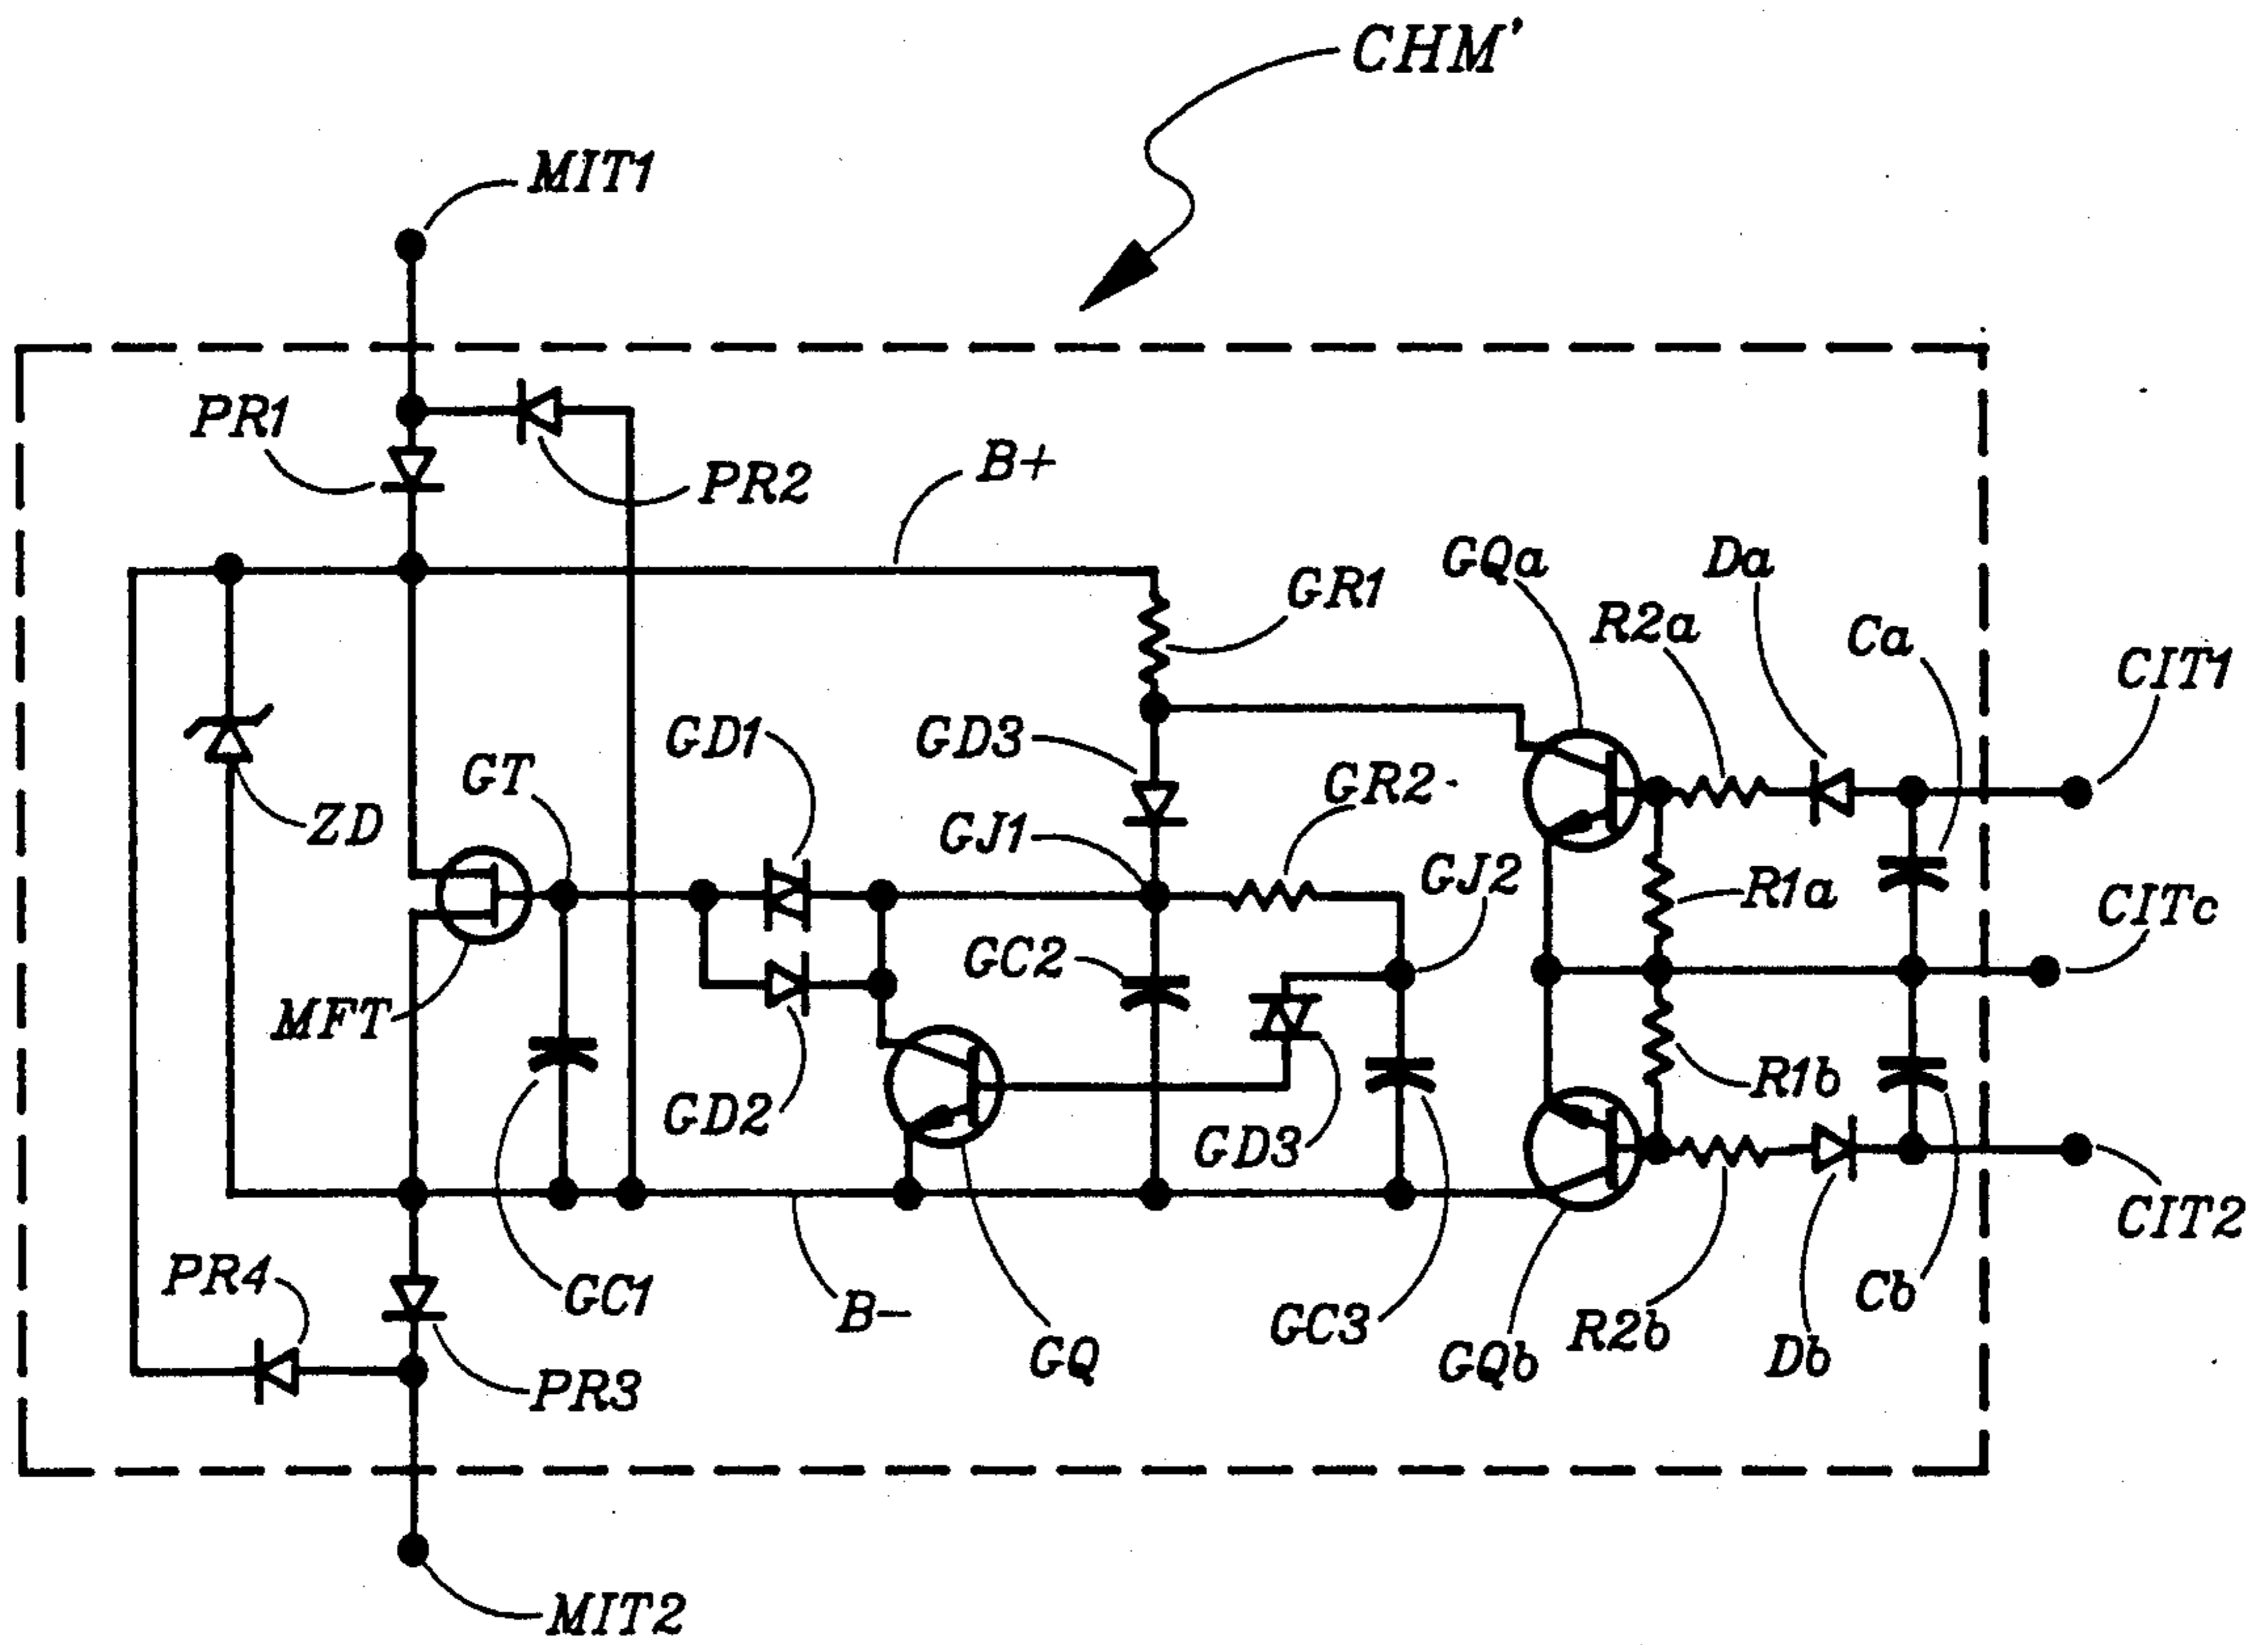 CHM'
MIT1
PR1
PR2
B+
GQa
Da
GR1
R2a
Ca
CIT1
GD1
GD3
GT
GR2-
ZD
GJ1
GJ2
R1a
CITc
GC2
MFT
R1b
GD2
GD3
CIT2
PR4
GC1
B-
GC3
R2b
Cb
GQ
GQb
Db
PR3
MIT2